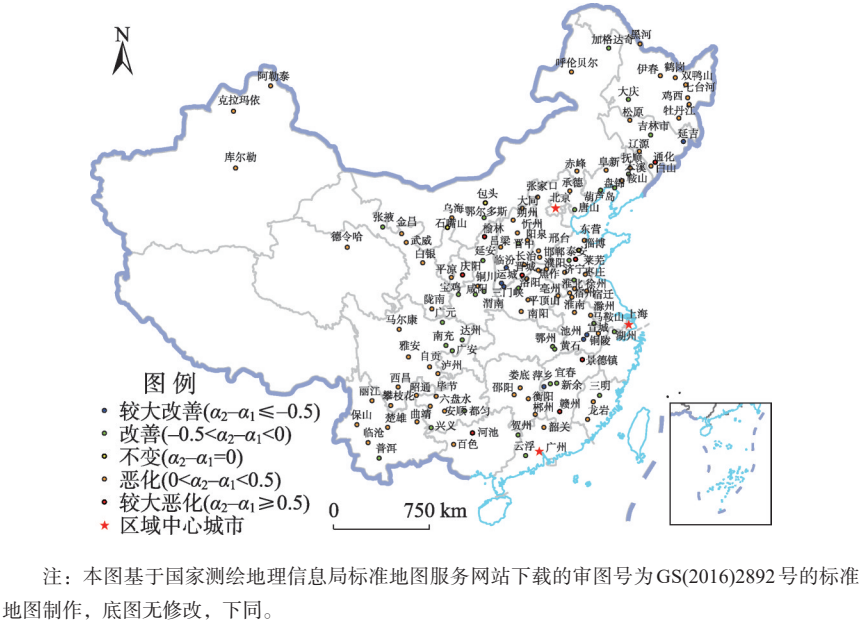 N
黑河
加格达奇
呼伦贝尔
伊春
鹤岗
双鸭山
七台河
鸡西
牡丹江
大庆
松原
吉林市
延吉
辽源
通化
白山
抚顺
本溪
鞍山
阜新
赤峰
盘锦
葫芦岛
承德
张家口
北京
唐山
阿勒泰
克拉玛依
库尔勒
德令哈
张掖
金昌
武威
白银
包头
鄂尔多斯
乌海
石嘴山
大同
朔州
忻州
阳泉
晋中
吕梁
榆林
延安
临汾
长治
晋城
运城
邢台
邯郸
濮阳
焦作
东营
淄博
泰安
莱芜
济宁
枣庄
徐州
宿迁
淮北
宿州
亳州
淮南
滁州
平凉
庆阳
铜川
宝鸡
咸阳
渭南
三门峡
洛阳
平顶山
南阳
陇南
广元
马尔康
南充
达州
广安
雅安
自贡
泸州
马鞍山
上海
宣城
湖州
池州
铜陵
鄂州
黄石
景德镇
西昌
昭通
毕节
丽江
攀枝花
六盘水
保山
楚雄
曲靖
安顺
都匀
临沧
普洱
兴义
百色
河池
娄底
萍乡
宜春
新余
邵阳
衡阳
郴州
赣州
三明
龙岩
韶关
贺州
云浮
广州
图 例
较大改善(α₂–α₁≤–0.5)
改善(–0.5<α₂–α₁<0)
不变(α₂–α₁=0)
恶化(0<α₂–α₁<0.5)
较大恶化(α₂–α₁≥0.5)
区域中心城市
0 750 km
注：本图基于国家测绘地理信息局标准地图服务网站下载的审图号为GS(2016)2892号的标准
地图制作，底图无修改，下同。